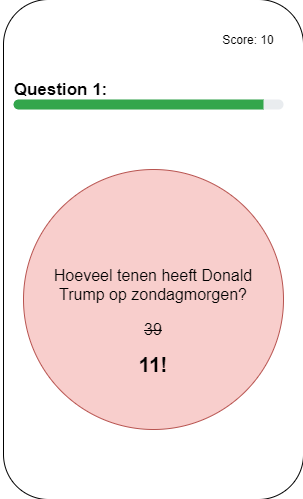 Score: 10
Question 1:
Hoeveel tenen heeft Donald
Trump op zondagmorgen?
39
11!